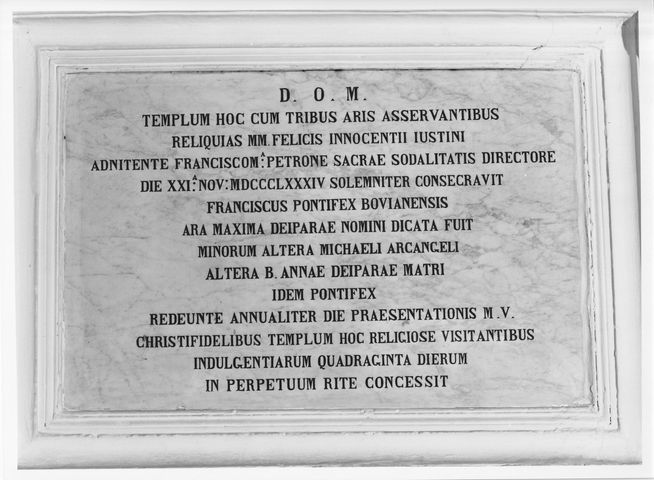 D. O. M.
TEMPLUM HOC CUM TRIBUS ARIS ASSERVANTIBUS
RELIQUIAS MM. FELICIS INNOCENTII IUSTINI
ADNITENTE FRANCISCO M.ᴬ PETRONE SACRAE SODALITATIS DIRECTORE
DIE XXI.ᴬ NOV. MDCCCLXXXIV SOLEMNITER CONSECRAVIT
FRANCISCUS PONTIFEX BOVIANENSIS
ARA MAXIMA DEIPARAE NOMINI DICATA FUIT
MINORUM ALTERA MICHAELI ARCANGELI
ALTERA B. ANNAE DEIPARAE MATRI
IDEM PONTIFEX
REDEUNTE ANNUALITER DIE PRAESENTATIONIS M.V.
CHRISTIFIDELIBUS TEMPLUM HOC RELIGIOSE VISITANTIBUS
INDULGENTIARUM QUADRAGINTA DIERUM
IN PERPETUUM RITE CONCESSIT